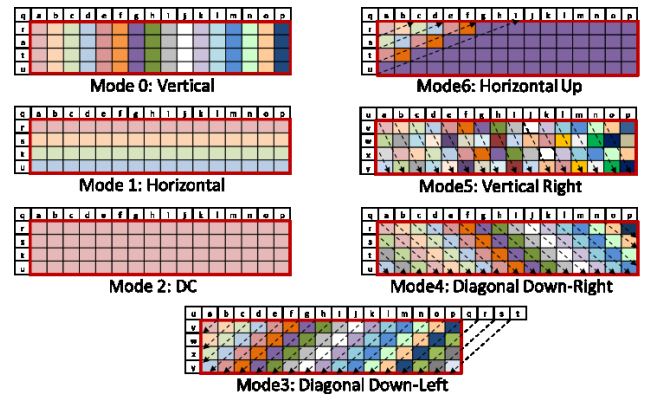 q a b c d e f g h i j k l m n o p
r
s
t
u
Mode 0: Vertical
q a b c d e f g h i j k l m n o p
r
s
t
u
Mode6: Horizontal Up
q a b c d e f g h i j k l m n o p
r
s
t
u
Mode 1: Horizontal
u a b c d e f g h i j k l m n o p
v
w
x
y
Mode5: Vertical Right
q a b c d e f g h i j k l m n o p
r
s
t
u
Mode 2: DC
q a b c d e f g h i j k l m n o p
r
s
t
u
Mode4: Diagonal Down-Right
u a b c d e f g h i j k l m n o p q r s t
v
w
x
y
Mode3: Diagonal Down-Left